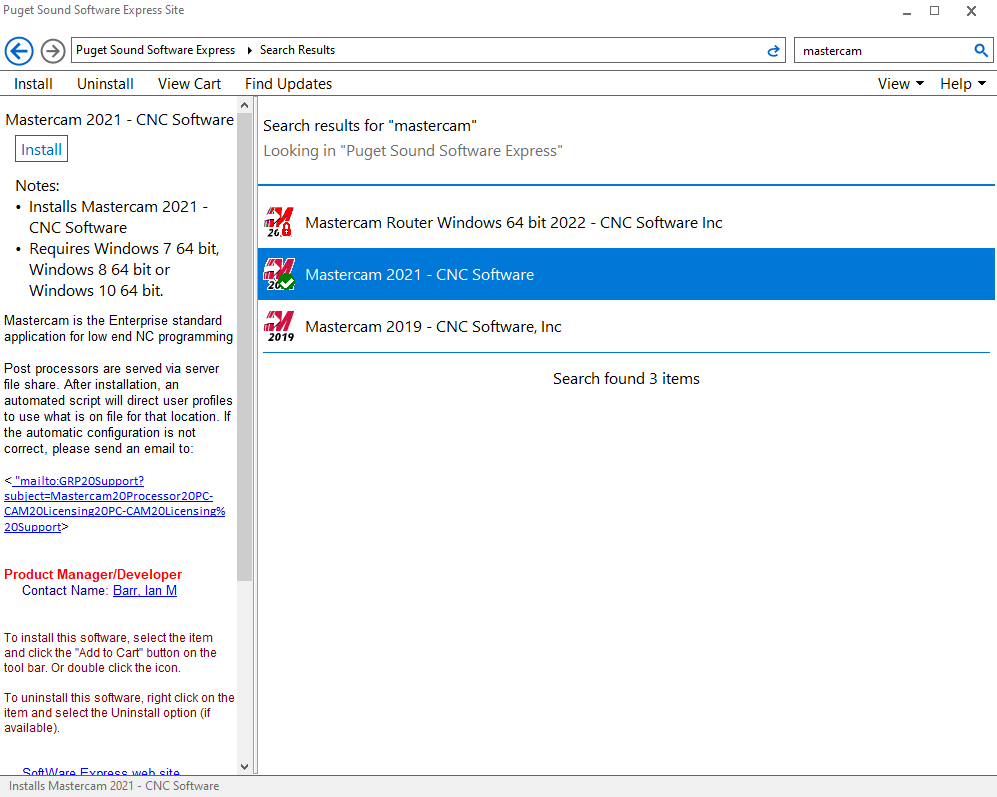 Puget Sound Software Express Site
Puget Sound Software Express Search Results
mastercam
Install Uninstall View Cart Find Updates View Help
Mastercam 2021 - CNC Software
Install
Notes:
• Installs Mastercam 2021 -
CNC Software
• Requires Windows 7 64 bit,
Windows 8 64 bit or
Windows 10 64 bit.
Mastercam is the Enterprise standard
application for low end NC programming
Post processors are served via server
file share. After installation, an
automated script will direct user profiles
to use what is on file for that location. If
the automatic configuration is not
correct, please send an email to:
< "mailto:GRP20Support?
subject=Mastercam20Processor20PC-
CAM20Licensing20PC-CAM20Licensing%
20Support>
Product Manager/Developer
Contact Name: Barr, Ian M
To install this software, select the item
and click the "Add to Cart" button on the
tool bar. Or double click the icon.
To uninstall this software, right click on the
item and select the Uninstall option (if
available).
SoftWare Express web site
Search results for "mastercam"
Looking in "Puget Sound Software Express"
Mastercam Router Windows 64 bit 2022 - CNC Software Inc
Mastercam 2021 - CNC Software
2019
Mastercam 2019 - CNC Software, Inc
Search found 3 items
Installs Mastercam 2021 - CNC Software